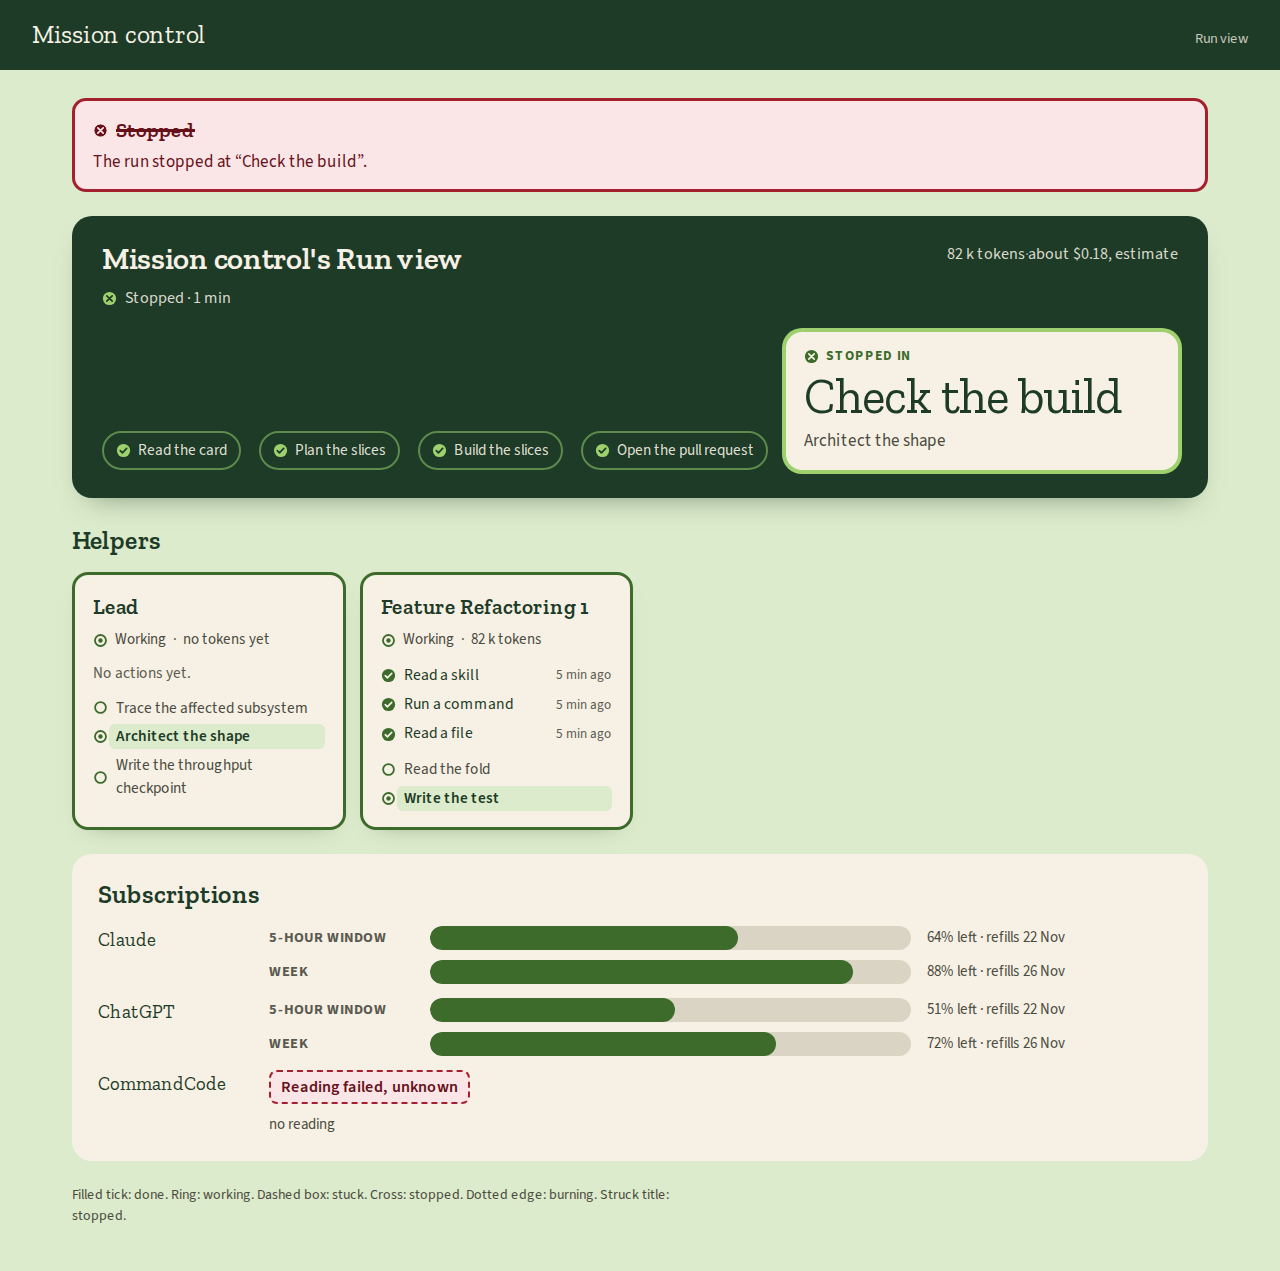 Mission control
Run view
Stopped
The run stopped at “Check the build”.
Mission control's Run view
82 k tokens·about $0.18, estimate
Stopped · 1 min
STOPPED IN
Check the build
Architect the shape
Read the card
Plan the slices
Build the slices
Open the pull request
Helpers
Lead
Working · no tokens yet
No actions yet.
Trace the affected subsystem
Architect the shape
Write the throughput
checkpoint
Feature Refactoring 1
Working · 82 k tokens
Read a skill 5 min ago
Run a command 5 min ago
Read a file 5 min ago
Read the fold
Write the test
Subscriptions
Claude
5-HOUR WINDOW 64% left · refills 22 Nov
WEEK 88% left · refills 26 Nov
ChatGPT
5-HOUR WINDOW 51% left · refills 22 Nov
WEEK 72% left · refills 26 Nov
CommandCode
Reading failed, unknown
no reading
Filled tick: done. Ring: working. Dashed box: stuck. Cross: stopped. Dotted edge: burning. Struck title:
stopped.